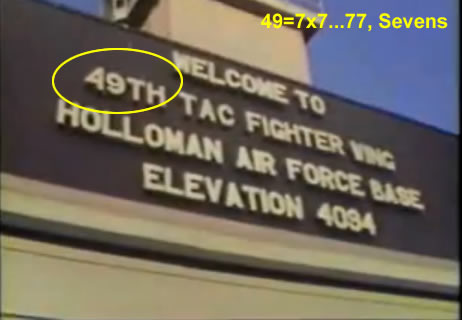 49=7x7...77, Sevens
WELCOME TO
49TH TAC FIGHTER WING
HOLLOMAN AIR FORCE BASE
ELEVATION 4094